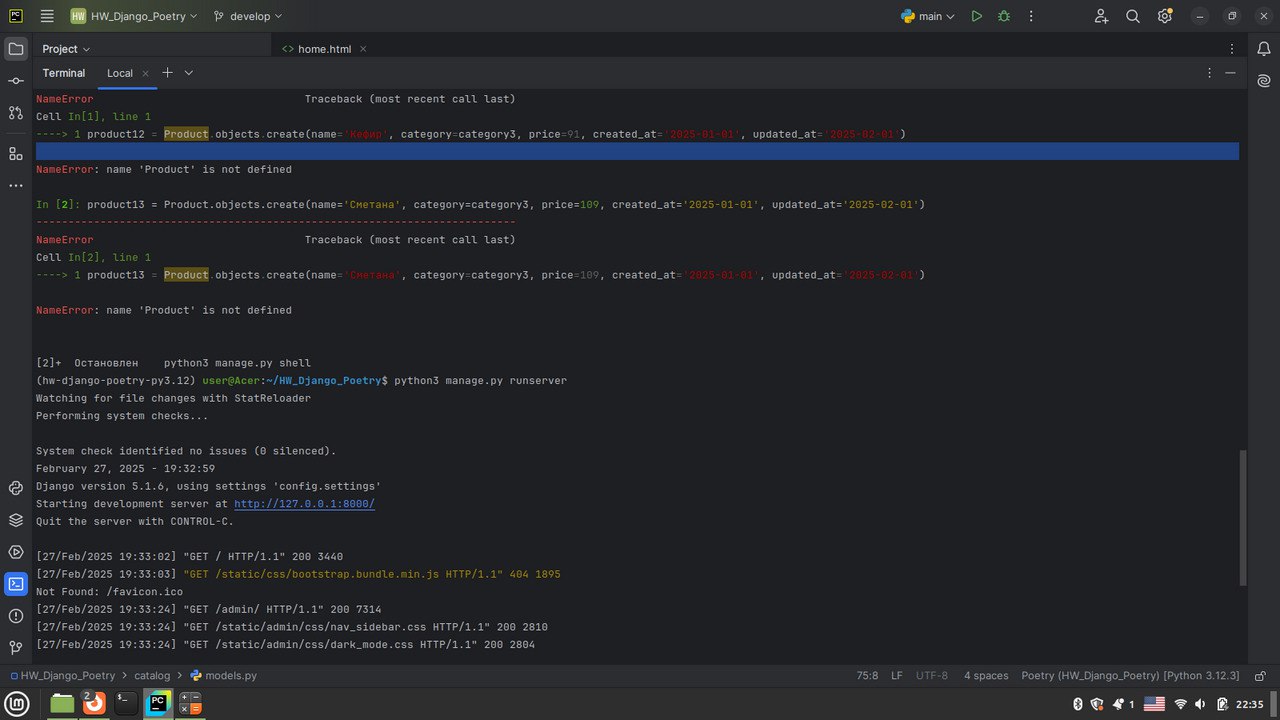 HW HW_Django_Poetry develop main
Project home.html
Terminal Local
NameError Traceback (most recent call last)
Cell In[1], line 1
----> 1 product12 = Product.objects.create(name='Кефир', category=category3, price=91, created_at='2025-01-01', updated_at='2025-02-01')
NameError: name 'Product' is not defined
In [2]: product13 = Product.objects.create(name='Сметана', category=category3, price=109, created_at='2025-01-01', updated_at='2025-02-01')
---------------------------------------------------------------------------
NameError Traceback (most recent call last)
Cell In[2], line 1
----> 1 product13 = Product.objects.create(name='Сметана', category=category3, price=109, created_at='2025-01-01', updated_at='2025-02-01')
NameError: name 'Product' is not defined
[2]+ Остановлен python3 manage.py shell
(hw-django-poetry-py3.12) user@Acer:~/HW_Django_Poetry$ python3 manage.py runserver
Watching for file changes with StatReloader
Performing system checks...
System check identified no issues (0 silenced).
February 27, 2025 - 19:32:59
Django version 5.1.6, using settings 'config.settings'
Starting development server at http://127.0.0.1:8000/
Quit the server with CONTROL-C.
[27/Feb/2025 19:33:02] "GET / HTTP/1.1" 200 3440
[27/Feb/2025 19:33:03] "GET /static/css/bootstrap.bundle.min.js HTTP/1.1" 404 1895
Not Found: /favicon.ico
[27/Feb/2025 19:33:24] "GET /admin/ HTTP/1.1" 200 7314
[27/Feb/2025 19:33:24] "GET /static/admin/css/nav_sidebar.css HTTP/1.1" 200 2810
[27/Feb/2025 19:33:24] "GET /static/admin/css/dark_mode.css HTTP/1.1" 200 2804
HW_Django_Poetry > catalog > models.py 75:8 LF UTF-8 4 spaces Poetry (HW_Django_Poetry) [Python 3.12.3]
2 PC 1 22:35